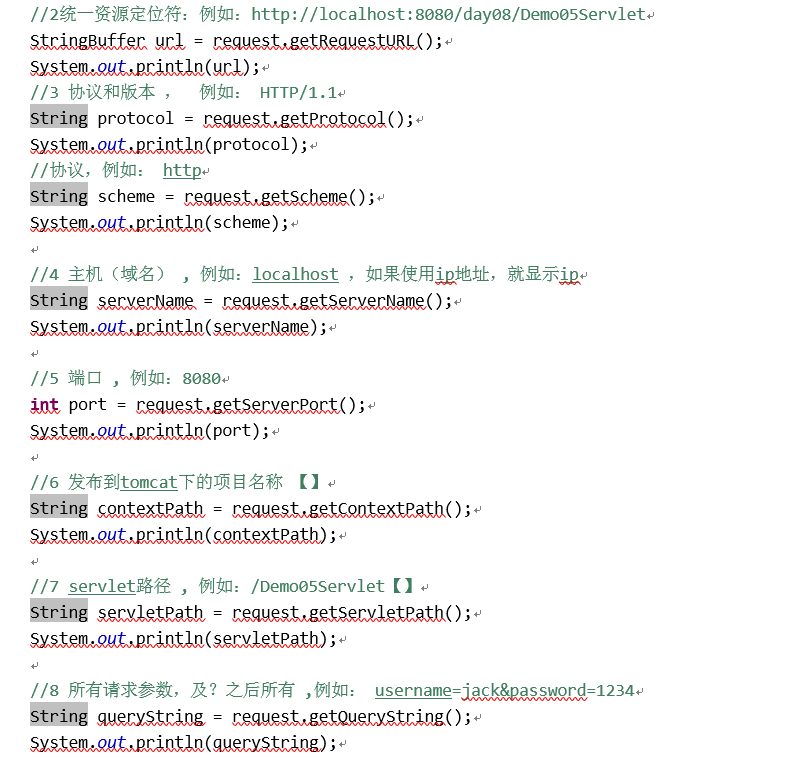 //2统一资源定位符：例如：http://localhost:8080/day08/Demo05Servlet
StringBuffer url = request.getRequestURL();
System.out.println(url);
//3 协议和版本 ， 例如： HTTP/1.1
String protocol = request.getProtocol();
System.out.println(protocol);
//协议，例如： http
String scheme = request.getScheme();
System.out.println(scheme);
//4 主机（域名） , 例如：localhost ，如果使用ip地址，就显示ip
String serverName = request.getServerName();
System.out.println(serverName);
//5 端口 , 例如：8080
int port = request.getServerPort();
System.out.println(port);
//6 发布到tomcat下的项目名称 【】
String contextPath = request.getContextPath();
System.out.println(contextPath);
//7 servlet路径 , 例如：/Demo05Servlet【】
String servletPath = request.getServletPath();
System.out.println(servletPath);
//8 所有请求参数，及？之后所有 ,例如： username=jack&password=1234
String queryString = request.getQueryString();
System.out.println(queryString);